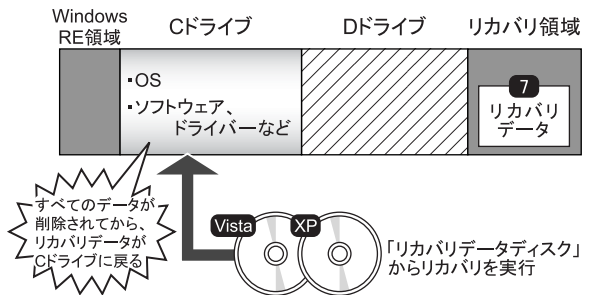 Windows
RE領域
Cドライブ
Dドライブ
リカバリ領域
・OS
・ソフトウェア、
ドライバーなど
7
リカバリ
データ
すべてのデータが
削除されてから、
リカバリデータが
Cドライブに戻る
Vista
XP
「リカバリデータディスク」
からリカバリを実行